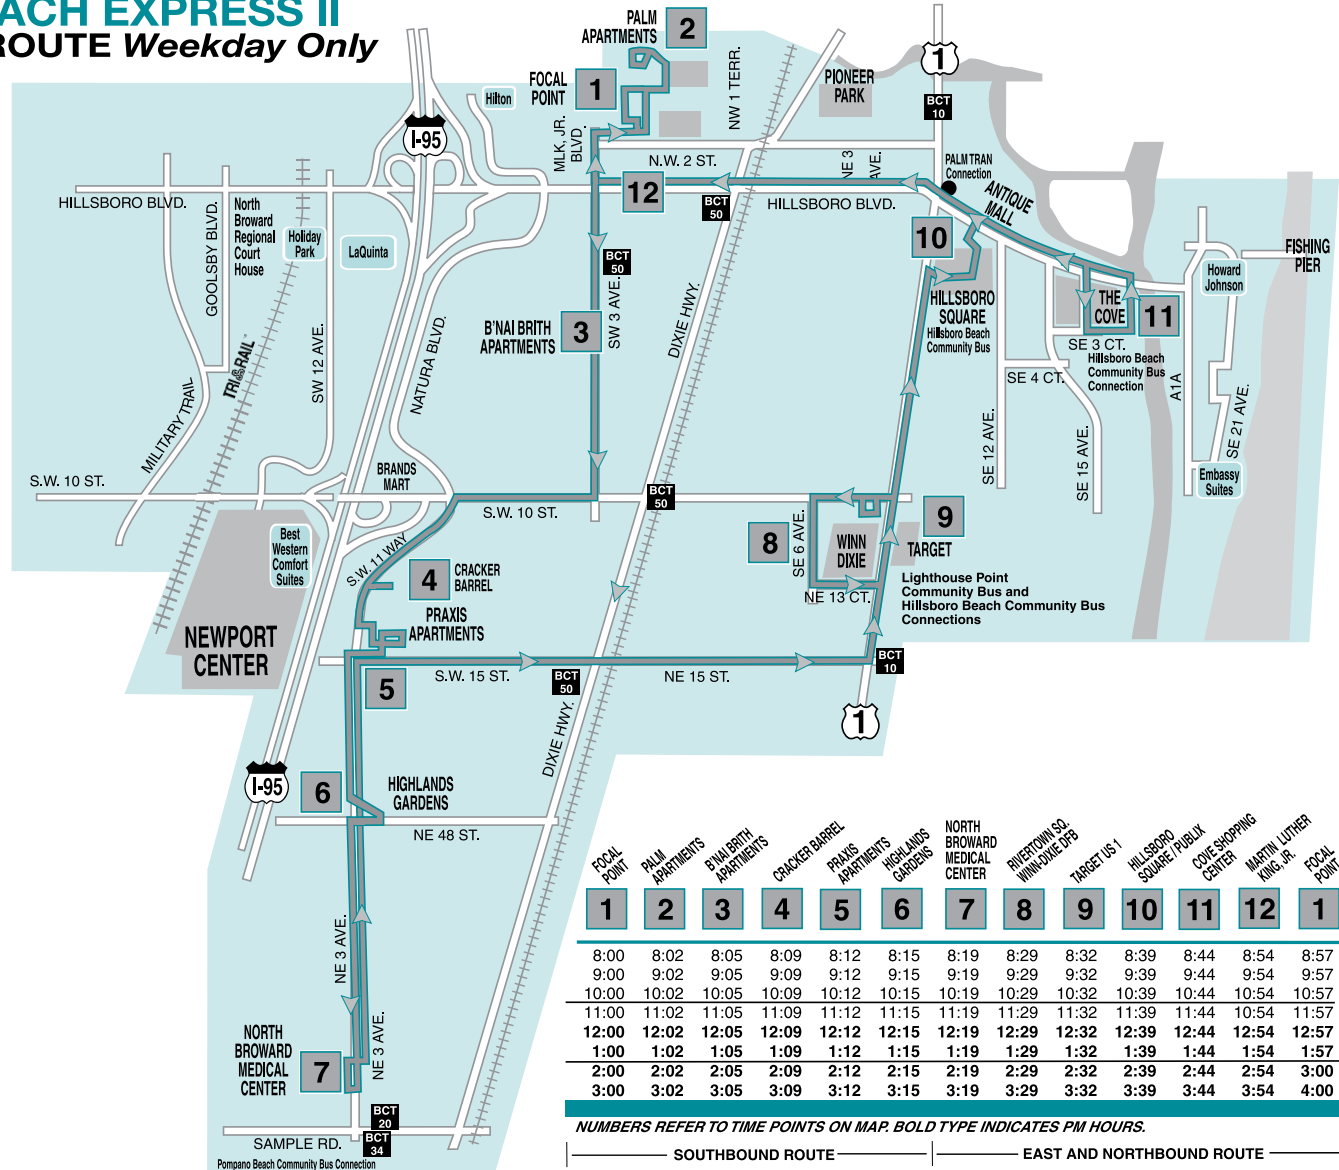 ACH EXPRESS II
ROUTE Weekday Only
PALM
APARTMENTS
2
FOCAL
POINT
1
Hilton
MLK, JR.
BLVD.
NW 1 TERR.
PIONEER
PARK
1
BCT
10
I-95
N.W. 2 ST.
NE 3
AVE.
PALM TRAN
Connection
ANTIQUE
MALL
12
BCT
50
HILLSBORO BLVD.
HILLSBORO BLVD.
GOOLSBY BLVD.
North
Broward
Regional
Court
House
Holiday
Park
LaQuinta
BCT
50
10
HILLSBORO
SQUARE
Hillsboro Beach
Community Bus
FISHING
PIER
Howard
Johnson
THE
COVE
11
SE 3 CT.
Hillsboro Beach
Community Bus
Connection
SE 4 CT.
A1A
SE 21 AVE.
B'NAI BRITH
APARTMENTS
3
SW 3 AVE.
DIXIE HWY.
NATURA BLVD.
SW 12 AVE.
TRI RAIL
MILITARY TRAIL
SE 12 AVE.
SE 15 AVE.
Embassy
Suites
S.W. 10 ST.
BRANDS
MART
S.W. 10 ST.
BCT
50
Best
Western
Comfort
Suites
S.W. 11 WAY
4
CRACKER
BARREL
PRAXIS
APARTMENTS
8
SE 6 AVE.
WINN
DIXIE
9
TARGET
NE 13 CT.
Lighthouse Point
Community Bus and
Hillsboro Beach Community Bus
Connections
NEWPORT
CENTER
5
S.W. 15 ST.
BCT
50
NE 15 ST.
BCT
10
1
DIXIE HWY.
I-95
6
HIGHLANDS
GARDENS
NE 48 ST.
NE 3 AVE.
NE 3 AVE.
NORTH
BROWARD
MEDICAL
CENTER
7
BCT
20
BCT
34
SAMPLE RD.
Pompano Beach Community Bus Connection
FOCAL
POINT
PALM
APARTMENTS
B'NAI BRITH
APARTMENTS
CRACKER BARREL
PRAXIS
APARTMENTS
HIGHLANDS
GARDENS
NORTH
BROWARD
MEDICAL
CENTER
RIVERTOWN SQ.
WINN-DIXIE DFB
TARGET US 1
HILLSBORO
SQUARE / PUBLIX
COVE SHOPPING
CENTER
MARTIN LUTHER
KING, JR.
FOCAL
POINT
1 2 3 4 5 6 7 8 9 10 11 12 1
8:00 8:02 8:05 8:09 8:12 8:15 8:19 8:29 8:32 8:39 8:44 8:54 8:57
9:00 9:02 9:05 9:09 9:12 9:15 9:19 9:29 9:32 9:39 9:44 9:54 9:57
10:00 10:02 10:05 10:09 10:12 10:15 10:19 10:29 10:32 10:39 10:44 10:54 10:57
11:00 11:02 11:05 11:09 11:12 11:15 11:19 11:29 11:32 11:39 11:44 10:54 11:57
12:00 12:02 12:05 12:09 12:12 12:15 12:19 12:29 12:32 12:39 12:44 12:54 12:57
1:00 1:02 1:05 1:09 1:12 1:15 1:19 1:29 1:32 1:39 1:44 1:54 1:57
2:00 2:02 2:05 2:09 2:12 2:15 2:19 2:29 2:32 2:39 2:44 2:54 3:00
3:00 3:02 3:05 3:09 3:12 3:15 3:19 3:29 3:32 3:39 3:44 3:54 4:00
NUMBERS REFER TO TIME POINTS ON MAP. BOLD TYPE INDICATES PM HOURS.
SOUTHBOUND ROUTE
EAST AND NORTHBOUND ROUTE